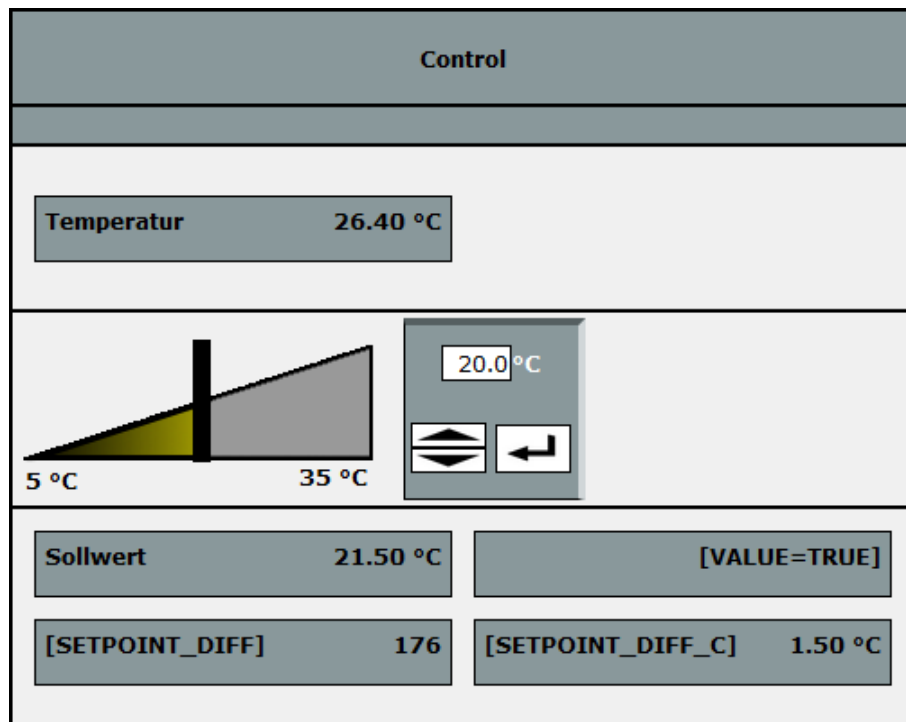 Control
Temperatur 26.40 °C
20.0 °C
5 °C 35 °C
Sollwert 21.50 °C [VALUE=TRUE]
[SETPOINT_DIFF] 176 [SETPOINT_DIFF_C] 1.50 °C